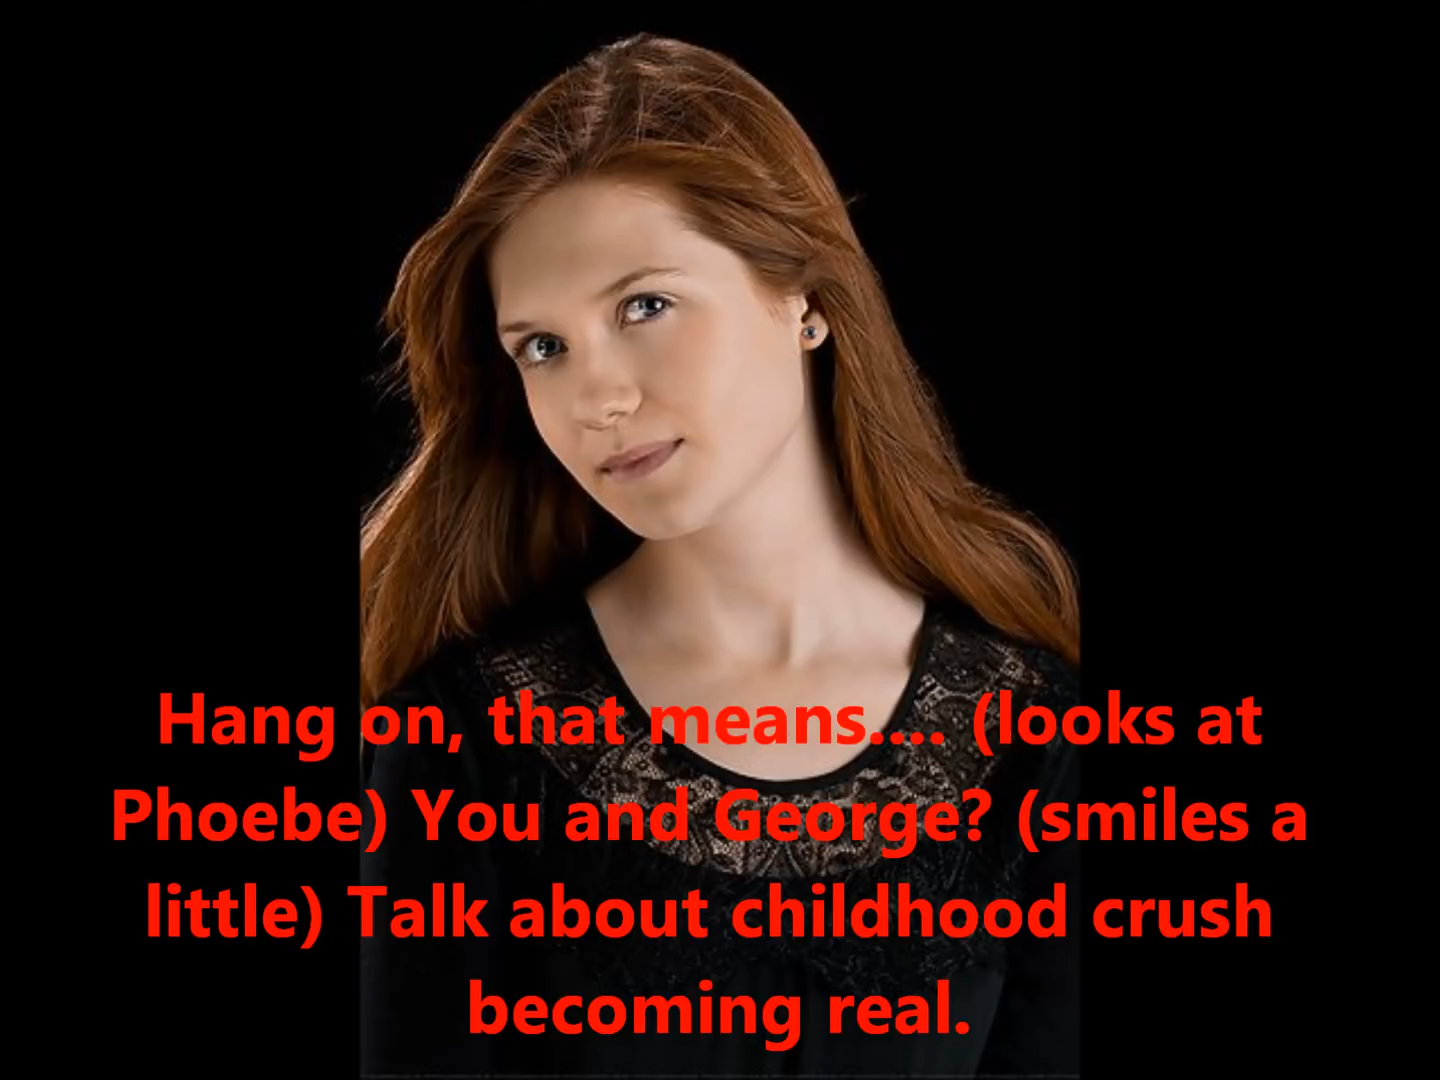 Hang on, that means.... (looks at
Phoebe) You and George? (smiles a
little) Talk about childhood crush
becoming real.